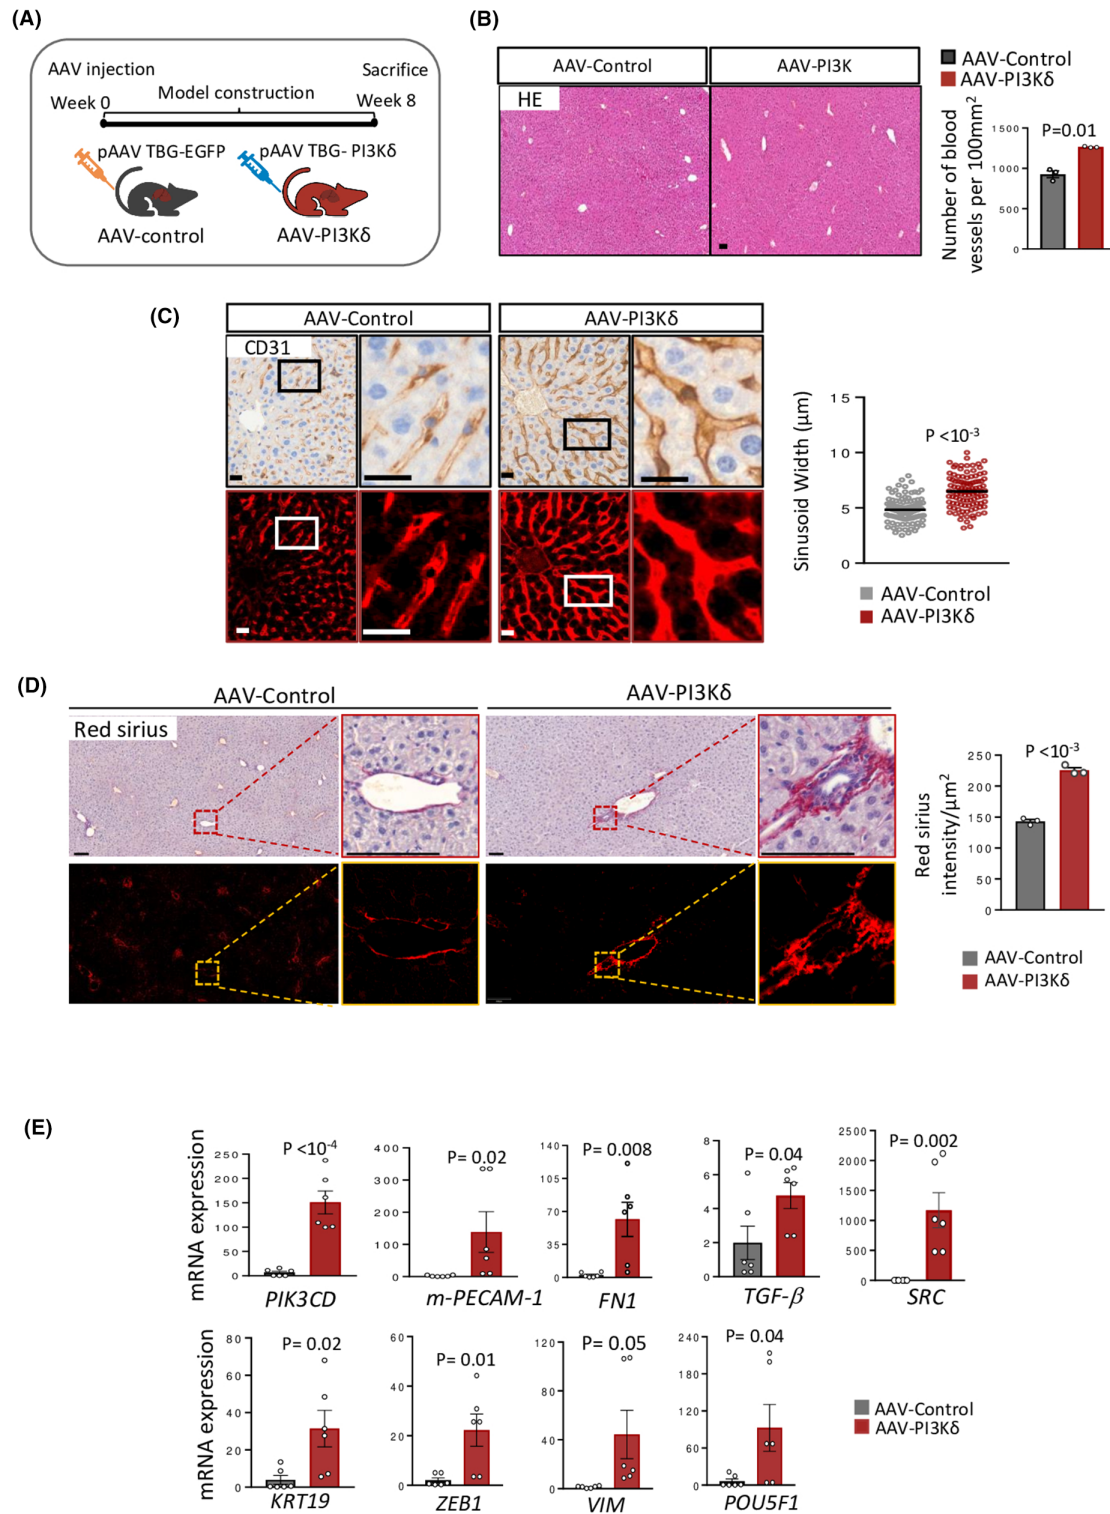 (A)
AAV injection
Sacrifice
Week 0
Model construction
Week 8
pAAV TBG-EGFP
pAAV TBG- PI3Kδ
AAV-control
AAV-PI3Kδ
(B)
AAV-Control
AAV-PI3K
HE
AAV-Control
AAV-PI3Kδ
Number of blood
vessels per 100mm²
P=0.01
1500
1000
500
0
(C)
AAV-Control
AAV-PI3Kδ
CD31
Sinusoid Width (μm)
P <10⁻³
15
10
5
0
AAV-Control
AAV-PI3Kδ
(D)
AAV-Control
AAV-PI3Kδ
Red sirius
Red sirius
intensity/μm²
P <10⁻³
250
200
150
100
50
0
AAV-Control
AAV-PI3Kδ
(E)
mRNA expression
P <10⁻⁴
250
200
150
100
50
0
PIK3CD
P= 0.02
400
300
200
100
0
m-PECAM-1
P= 0.008
140
105
70
35
0
FN1
P= 0.04
8
6
4
2
0
TGF-β
P= 0.002
2500
2000
1500
1000
500
0
SRC
mRNA expression
P= 0.02
80
60
40
20
0
KRT19
P= 0.01
60
40
20
0
ZEB1
P= 0.05
120
80
40
0
VIM
P= 0.04
240
180
120
60
0
POU5F1
AAV-Control
AAV-PI3Kδ